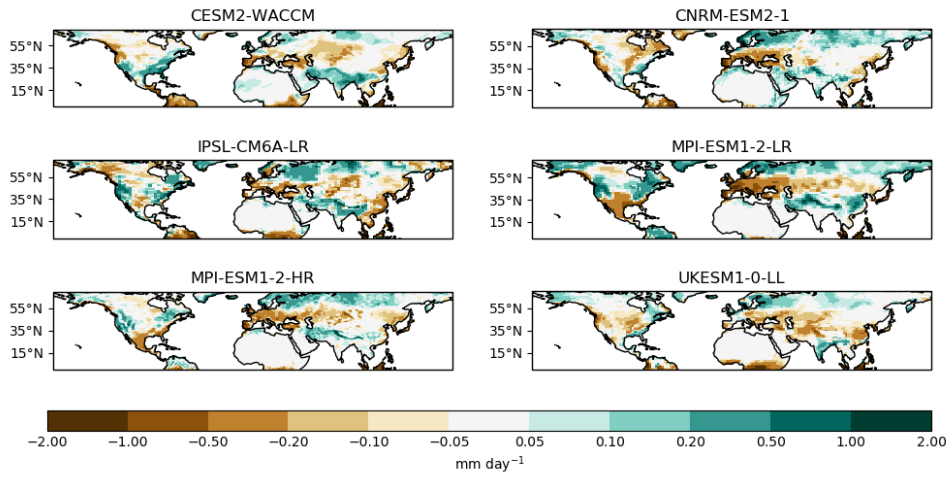 CESM2-WACCM
CNRM-ESM2-1
55°N
35°N
15°N
55°N
35°N
15°N
IPSL-CM6A-LR
MPI-ESM1-2-LR
55°N
35°N
15°N
55°N
35°N
15°N
MPI-ESM1-2-HR
UKESM1-0-LL
55°N
35°N
15°N
55°N
35°N
15°N
−2.00 −1.00 −0.50 −0.20 −0.10 −0.05 0.05 0.10 0.20 0.50 1.00 2.00
mm day⁻¹